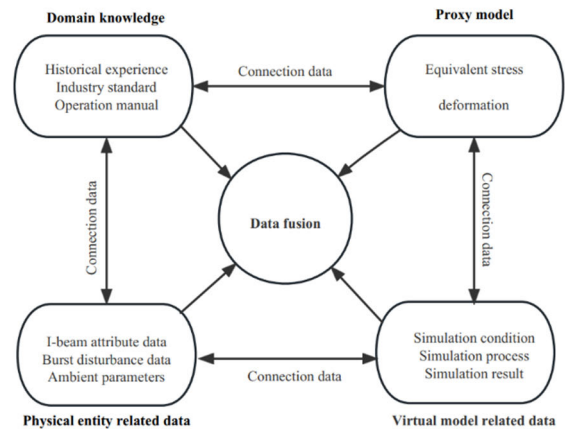 Domain knowledge
Proxy model
Historical experience
Industry standard
Operation manual
Connection data
Equivalent stress
deformation
Connection data
Data fusion
Connection data
I-beam attribute data
Burst disturbance data
Ambient parameters
Connection data
Simulation condition
Simulation process
Simulation result
Physical entity related data
Virtual model related data